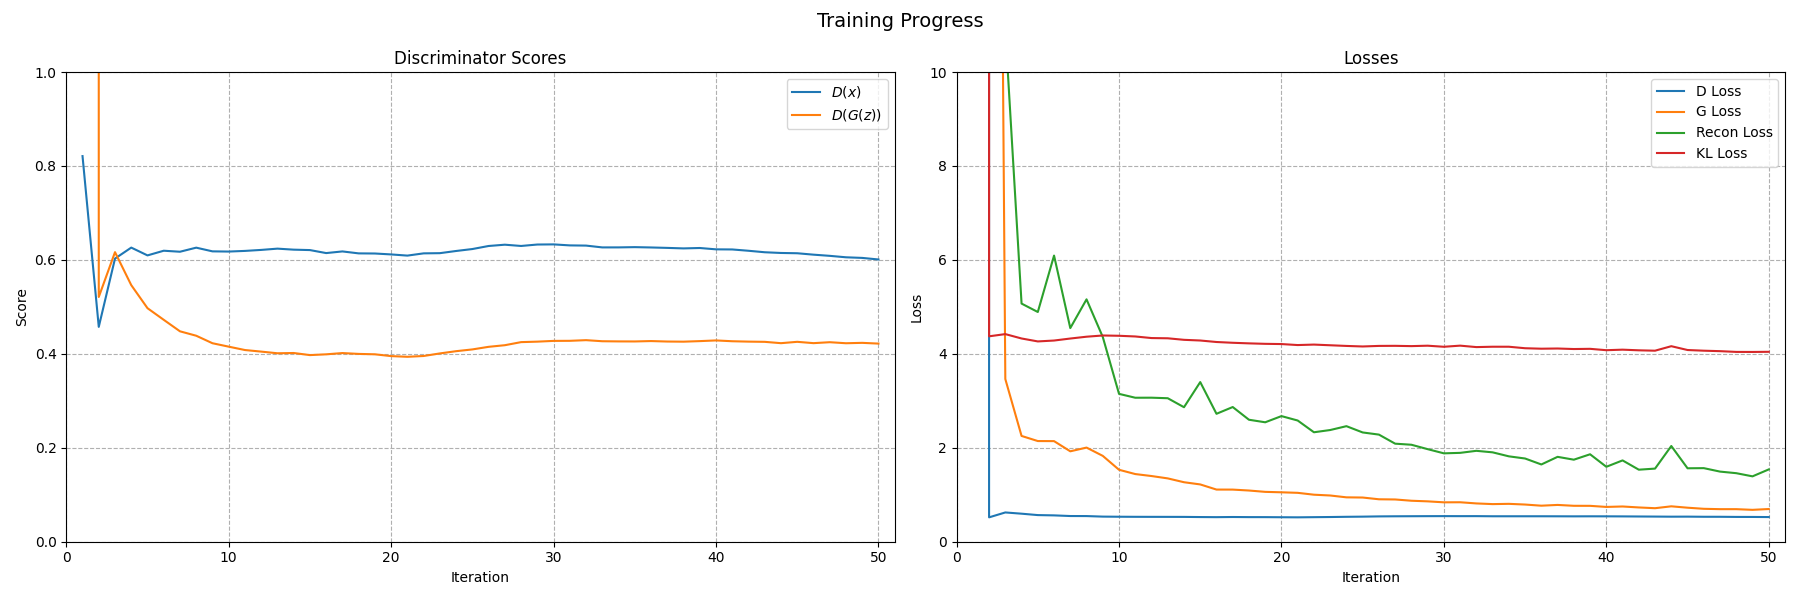 Training Progress
Discriminator Scores
1.0
0.8
0.6
0.4
0.2
0.0
Score
0
10
20
30
40
50
Iteration
D(x)
D(G(z))
Losses
10
8
6
4
2
0
Loss
0
10
20
30
40
50
Iteration
D Loss
G Loss
Recon Loss
KL Loss